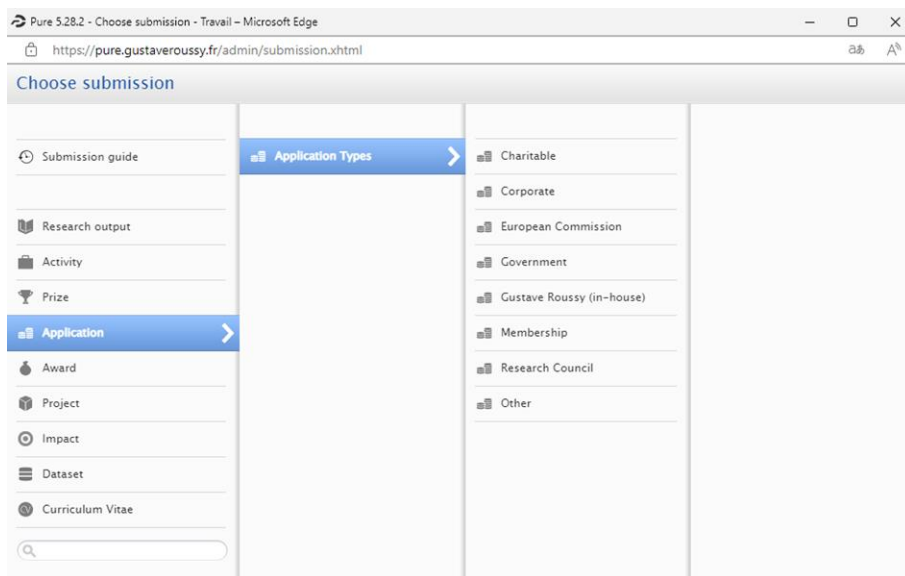 Pure 5.28.2 - Choose submission - Travail – Microsoft Edge
https://pure.gustaveroussy.fr/admin/submission.xhtml
Choose submission
Submission guide
Research output
Activity
Prize
Application
Award
Project
Impact
Dataset
Curriculum Vitae
Application Types
Charitable
Corporate
European Commission
Government
Gustave Roussy (in-house)
Membership
Research Council
Other